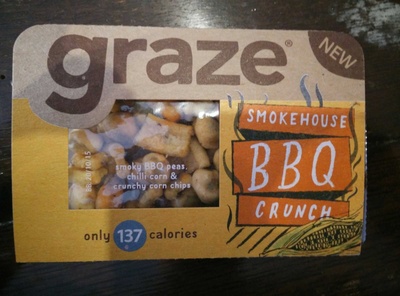 graze®
NEW
SMOKEHOUSE
BBQ
CRUNCH
smoky BBQ peas,
chilli corn &
crunchy corn chips
only 137 calories